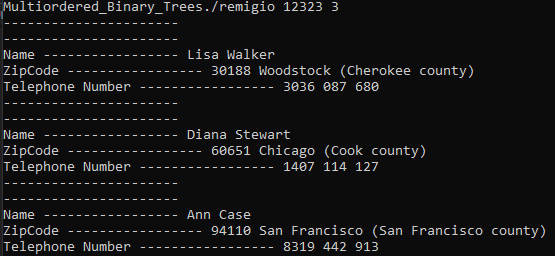 Multiordered_Binary_Trees./remigio 12323 3
----------------------
----------------------
Name ----------------- Lisa Walker
ZipCode ----------------- 30188 Woodstock (Cherokee county)
Telephone Number ----------------- 3036 087 680
----------------------
----------------------
Name ----------------- Diana Stewart
ZipCode ----------------- 60651 Chicago (Cook county)
Telephone Number ----------------- 1407 114 127
----------------------
----------------------
Name ----------------- Ann Case
ZipCode ----------------- 94110 San Francisco (San Francisco county)
Telephone Number ----------------- 8319 442 913